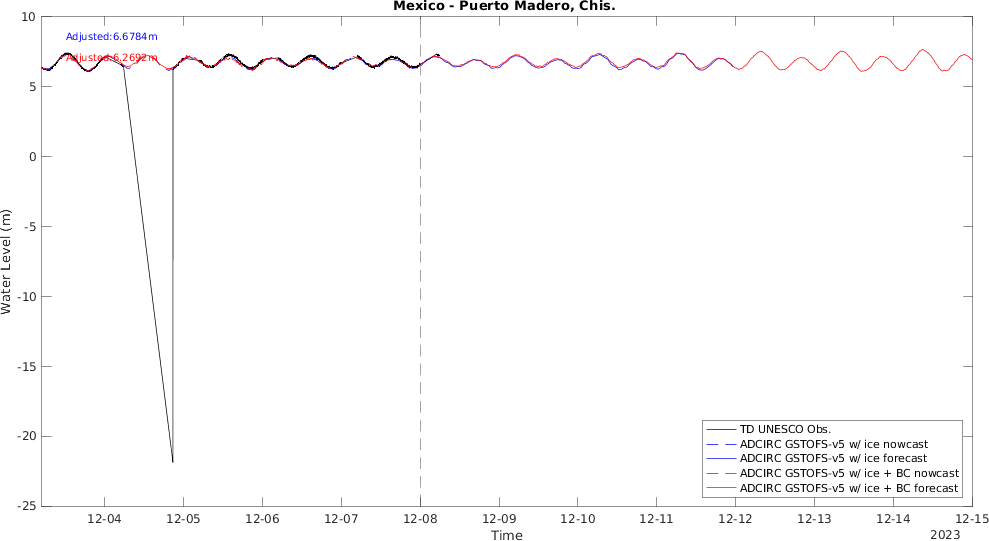 Mexico - Puerto Madero, Chis.
Adjusted:6.6784m
Adjusted:6.2692m
10
5
0
-5
-10
-15
-20
-25
Water Level (m)
TD UNESCO Obs.
ADCIRC GSTOFS-v5 w/ ice nowcast
ADCIRC GSTOFS-v5 w/ ice forecast
ADCIRC GSTOFS-v5 w/ ice + BC nowcast
ADCIRC GSTOFS-v5 w/ ice + BC forecast
12-04 12-05 12-06 12-07 12-08 12-09 12-10 12-11 12-12 12-13 12-14 12-15
Time
2023